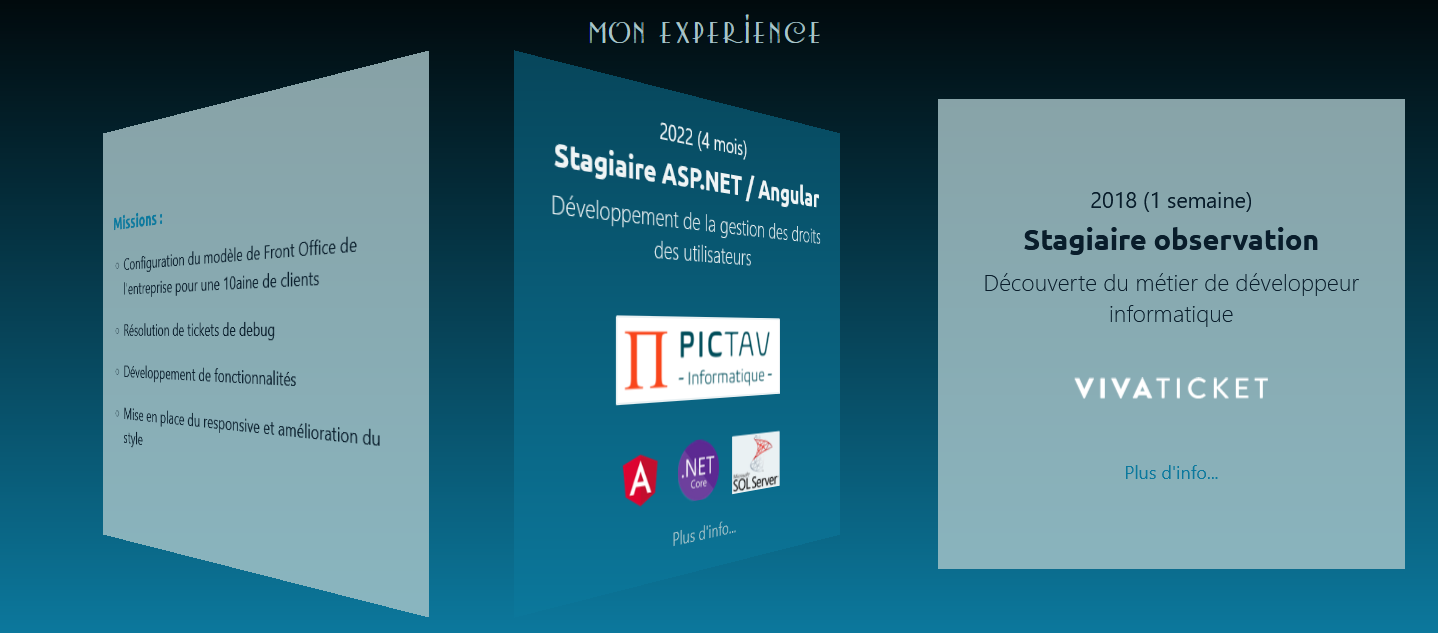 MON EXPERIENCE
Missions :
Configuration du modèle de Front Office de
l'entreprise pour une 10aine de clients
Résolution de tickets de debug
Développement de fonctionnalités
Mise en place du responsive et amélioration du
style
2022 (4 mois)
Stagiaire ASP.NET / Angular
Développement de la gestion des droits
des utilisateurs
PICTAV
- Informatique -
A
.NET
Core
Microsoft
SQL Server
Plus d'info...
2018 (1 semaine)
Stagiaire observation
Découverte du métier de développeur
informatique
VIVATICKET
Plus d'info...